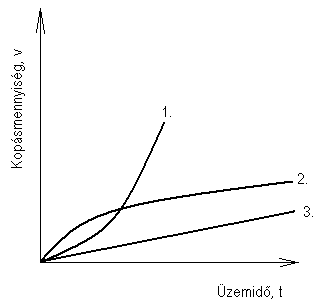 Kopásmennyiség, v
1.
2.
3.
Üzemidő, t